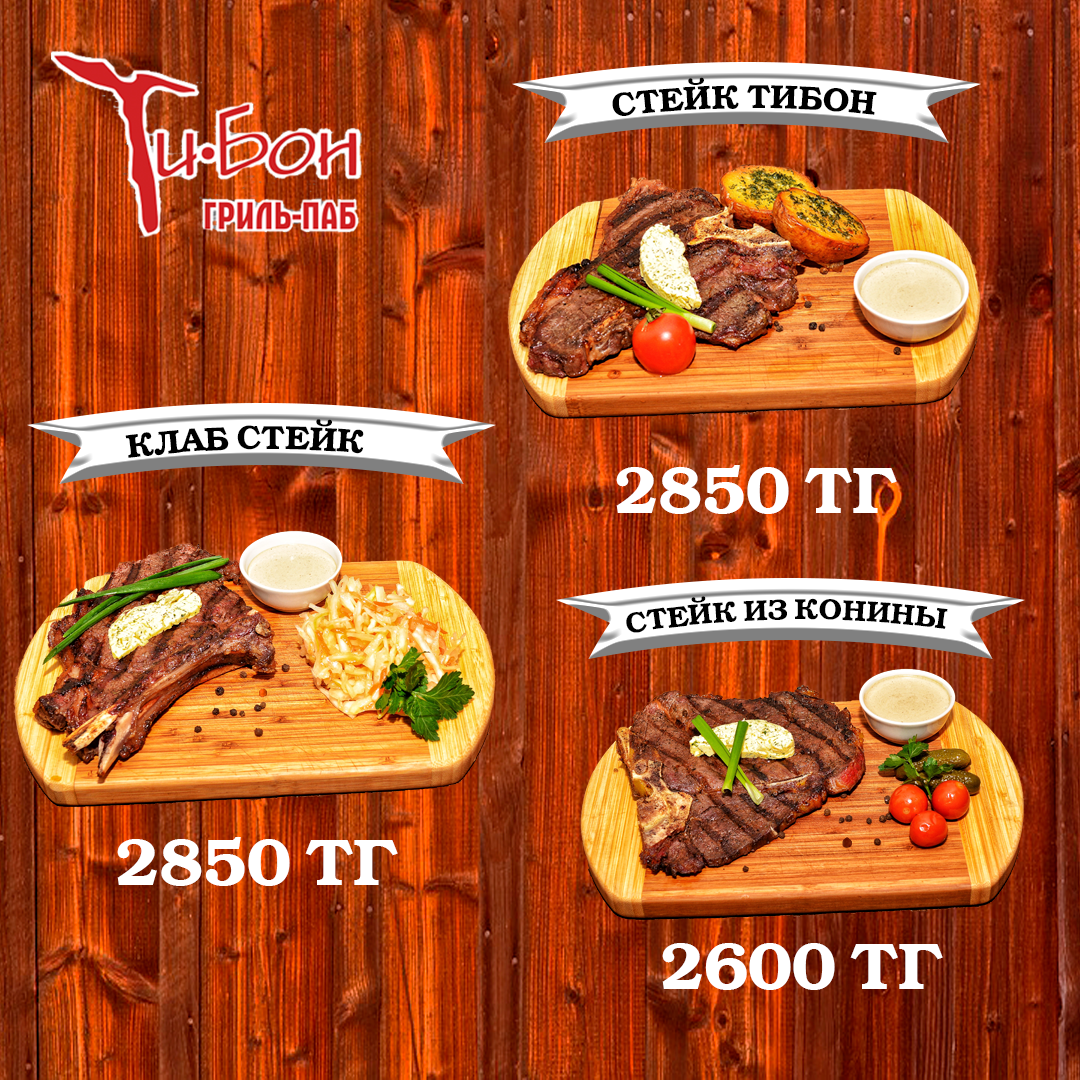 Ти•Бон
ГРИЛЬ-ПАБ
СТЕЙК ТИБОН
2850 ТГ
КЛАБ СТЕЙК
2850 ТГ
СТЕЙК ИЗ КОНИНЫ
2600 ТГ